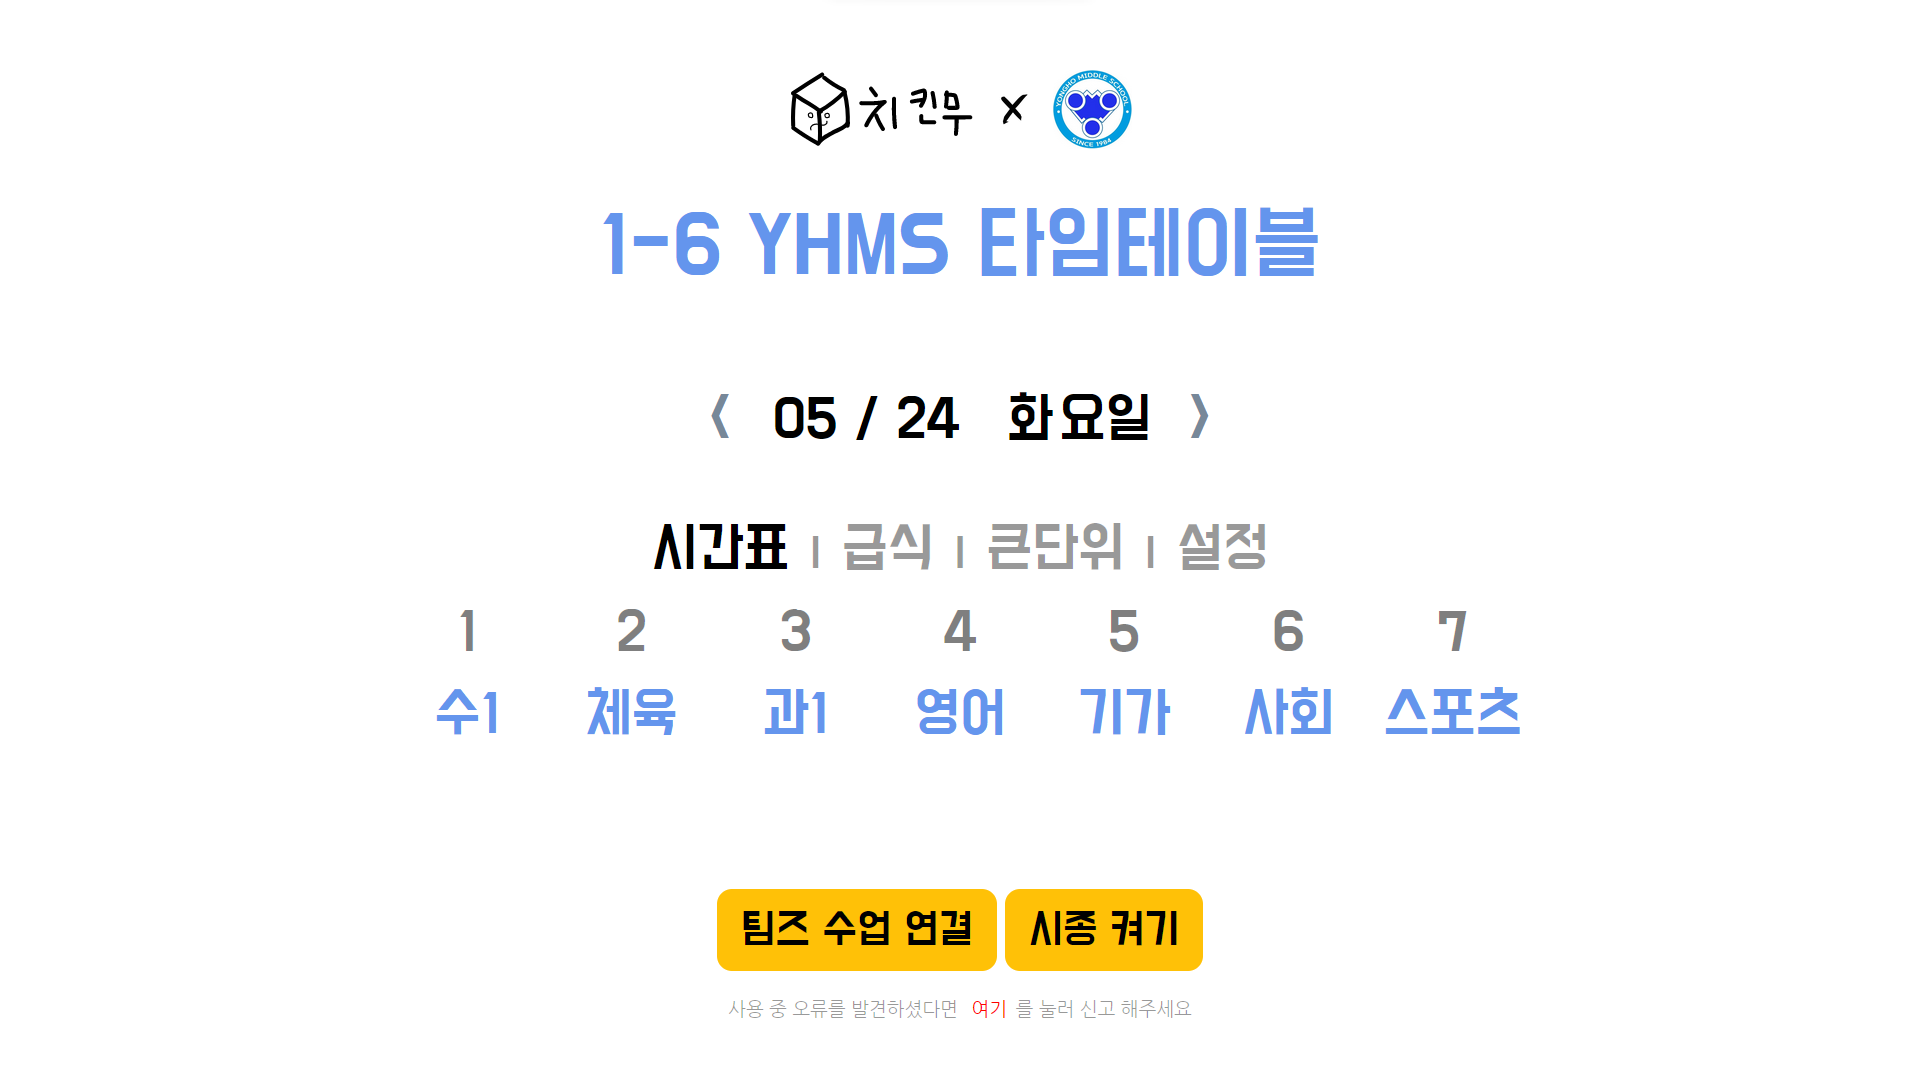 치킨무 X YONGHO MIDDLE SCHOOL SINCE 1984
1-6 YHMS 타임테이블
❬ 05 / 24 화요일 ❭
시간표 | 급식 | 큰단위 | 설정
1 2 3 4 5 6 7
수1 체육 과1 영어 기가 사회 스포츠
팀즈 수업 연결 시종 켜기
사용 중 오류를 발견하셨다면 여기 를 눌러 신고 해주세요